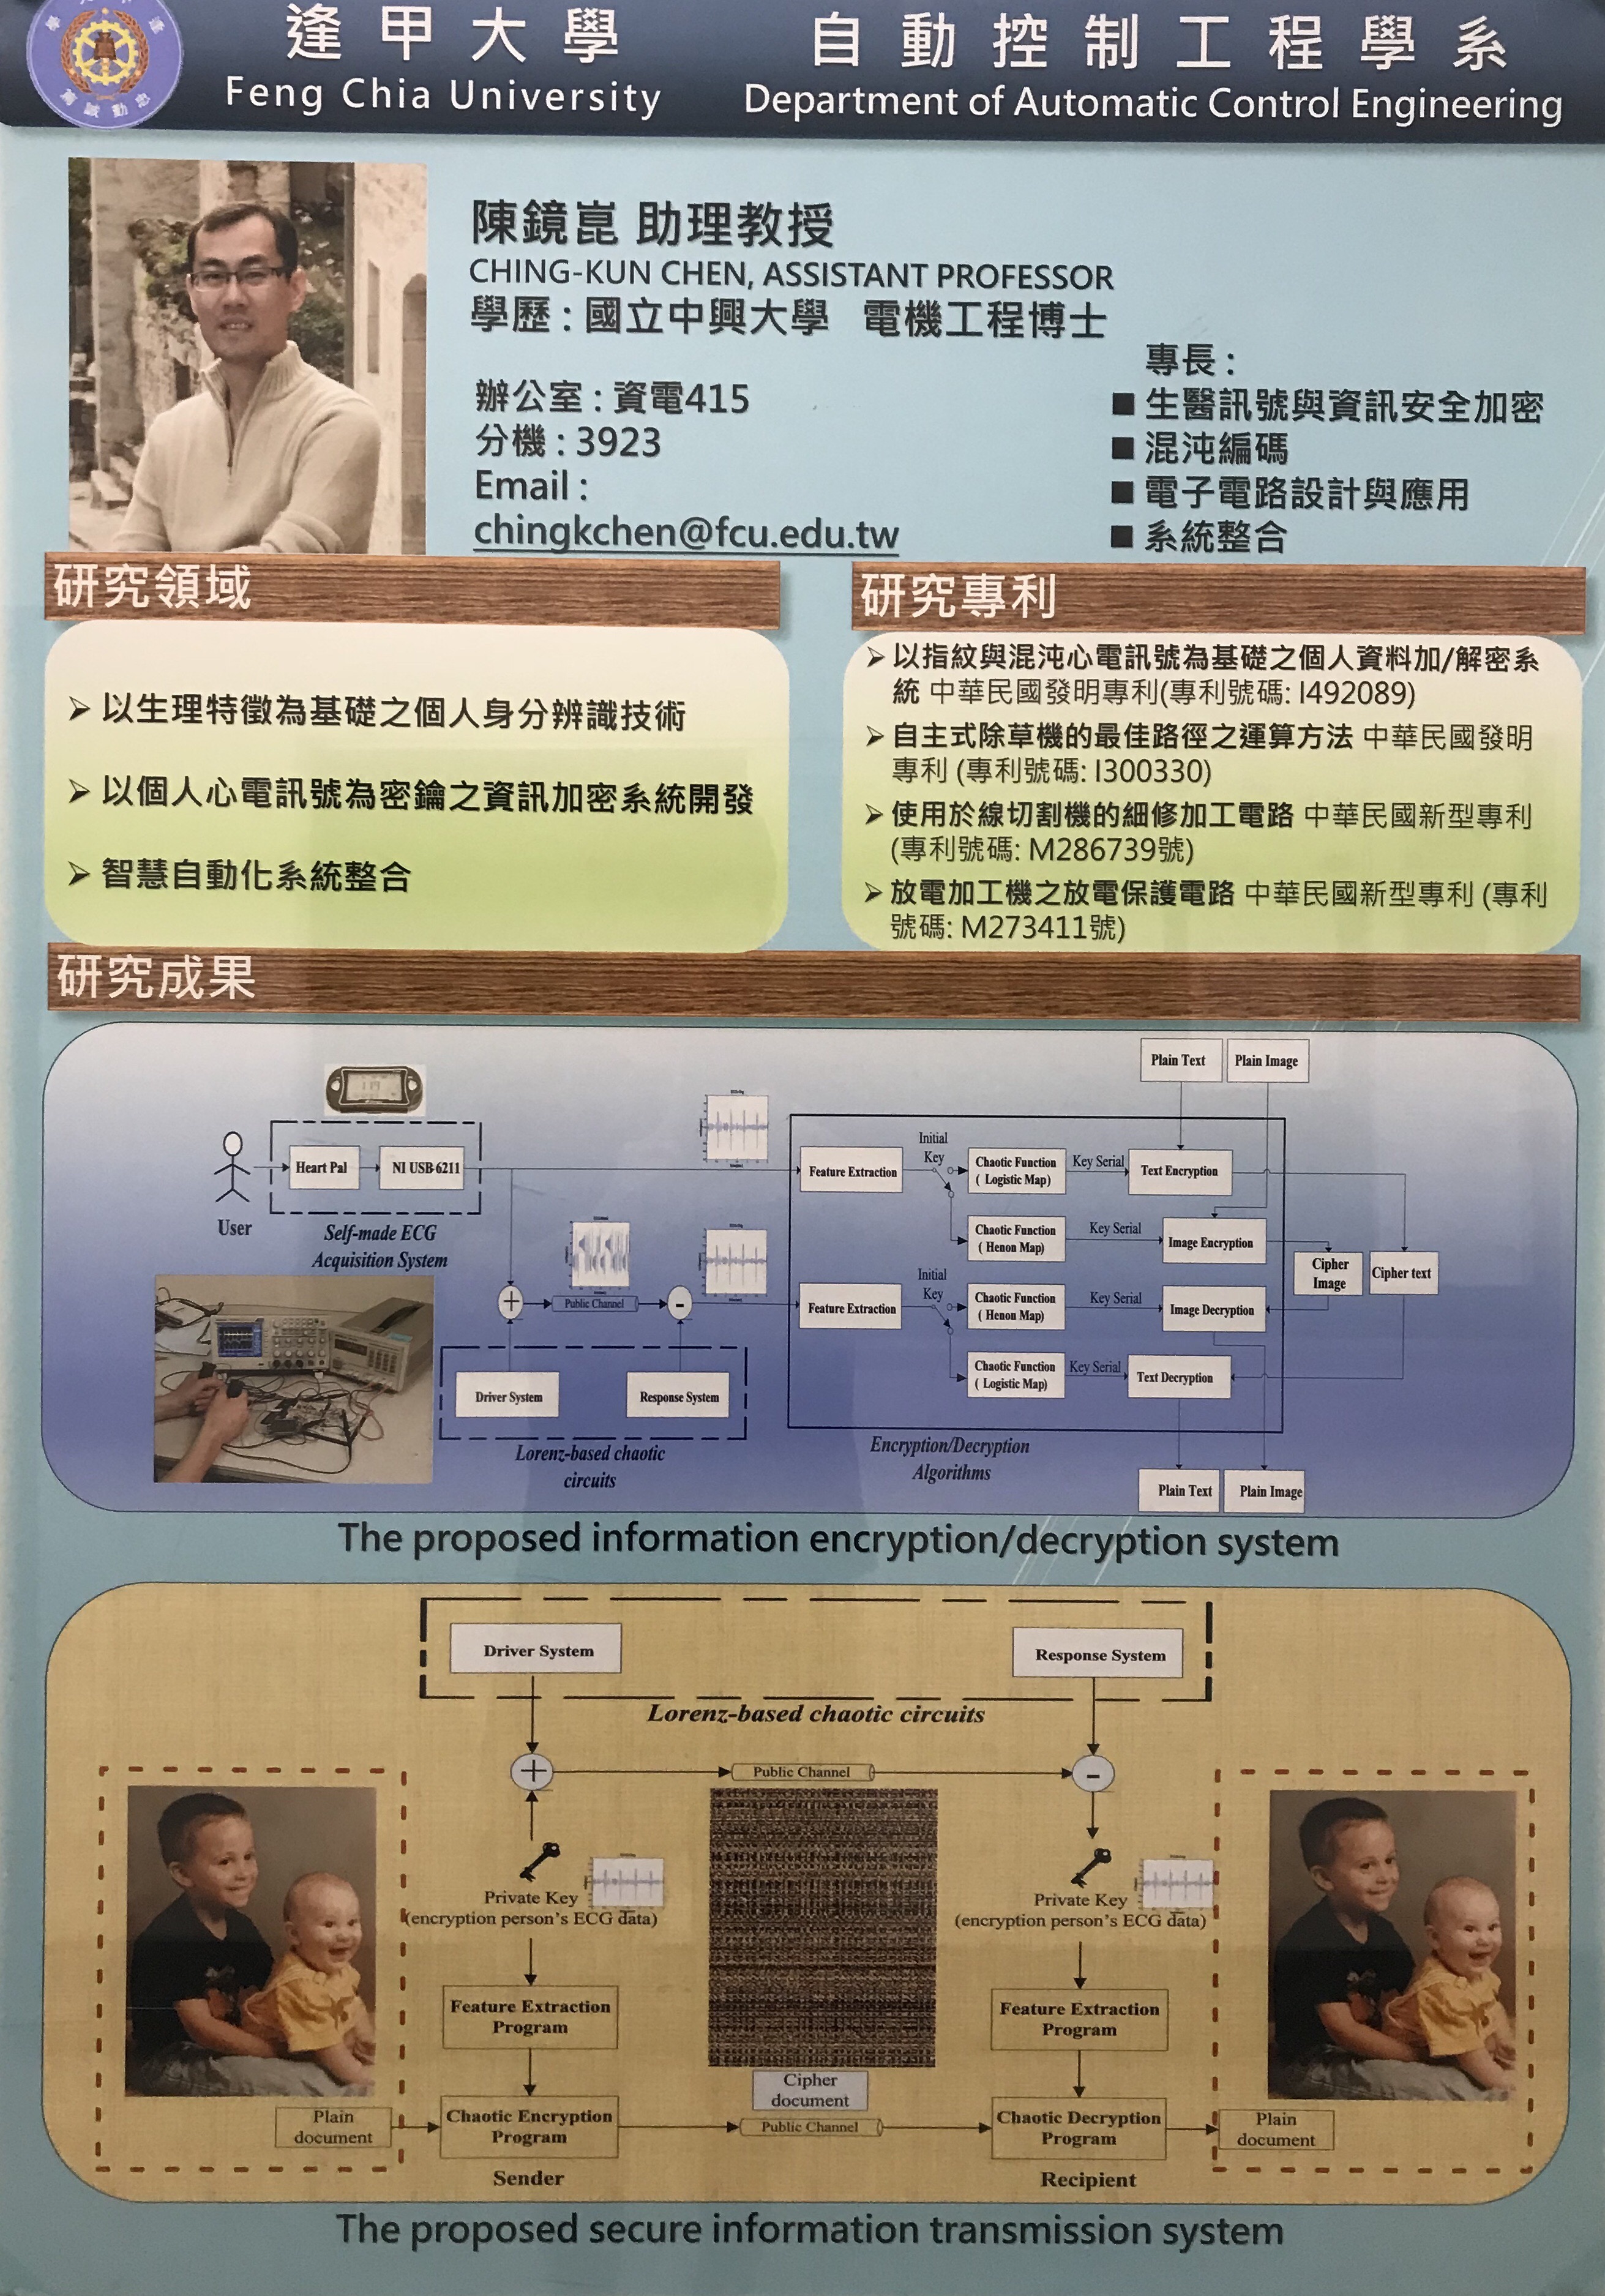 逢甲大學
Feng Chia University
自動控制工程學系
Department of Automatic Control Engineering
陳鏡崑 助理教授
CHING-KUN CHEN, ASSISTANT PROFESSOR
學歷 : 國立中興大學 電機工程博士
辦公室 : 資電415
分機 : 3923
Email :
chingkchen@fcu.edu.tw
專長 :
■ 生醫訊號與資訊安全加密
■ 混沌編碼
■ 電子電路設計與應用
■ 系統整合
研究領域
➢ 以生理特徵為基礎之個人身分辨識技術
➢ 以個人心電訊號為密鑰之資訊加密系統開發
➢ 智慧自動化系統整合
研究專利
➢ 以指紋與混沌心電訊號為基礎之個人資料加/解密系
統 中華民國發明專利(專利號碼: I492089)
➢ 自主式除草機的最佳路徑之運算方法 中華民國發明
專利 (專利號碼: I300330)
➢ 使用於線切割機的細修加工電路 中華民國新型專利
(專利號碼: M286739號)
➢ 放電加工機之放電保護電路 中華民國新型專利 (專利
號碼: M273411號)
研究成果
Plain Text
Plain Image
Heart Pal
NI USB-6211
User
Self-made ECG
Acquisition System
Feature Extraction
Initial
Key
Chaotic Function
( Logistic Map)
Key Serial
Text Encryption
Chaotic Function
( Henon Map)
Key Serial
Image Encryption
Cipher
Image
Cipher text
+
Public Channel
-
Feature Extraction
Initial
Key
Chaotic Function
( Henon Map)
Key Serial
Image Decryption
Chaotic Function
( Logistic Map)
Key Serial
Text Decryption
Driver System
Response System
Lorenz-based chaotic
circuits
Encryption/Decryption
Algorithms
Plain Text
Plain Image
The proposed information encryption/decryption system
Driver System
Response System
Lorenz-based chaotic circuits
+
Public Channel
-
Private Key
(encryption person's ECG data)
Private Key
(encryption person's ECG data)
Feature Extraction
Program
Feature Extraction
Program
Cipher
document
Plain
document
Chaotic Encryption
Program
Public Channel
Chaotic Decryption
Program
Plain
document
Sender
Recipient
The proposed secure information transmission system